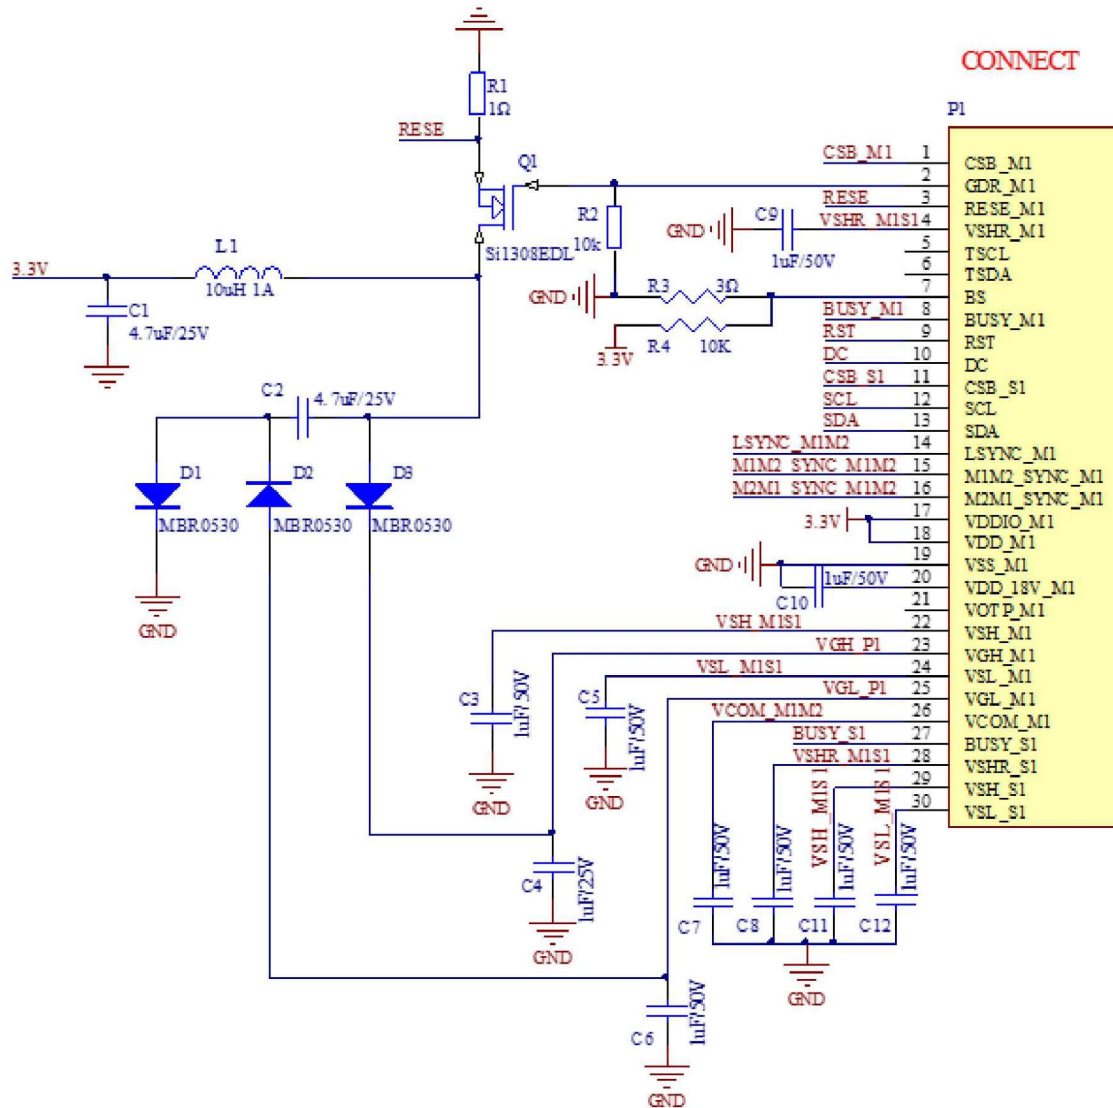 CONNECT
P1
R1
1Ω
RESE
Q1
Si1308EDL
R2
10k
GND
C9
1uF/50V
VSHR_M1S1
3.3V
L1
10uH 1A
C1
4.7uF/25V
GND
R3 3Ω
R4 10K
3.3V
C2
4.7uF/25V
D1
MBR0530
D2
MBR0530
D3
MBR0530
GND
CSB_M1 1 CSB_M1
2 GDR_M1
RESE 3 RESE_M1
4 VSHR_M1
5 TSCL
6 TSDA
7 BS
BUSY_M1 8 BUSY_M1
RST 9 RST
DC 10 DC
CSB_S1 11 CSB_S1
SCL 12 SCL
SDA 13 SDA
LSYNC_M1M2 14 LSYNC_M1
M1M2_SYNC_M1M2 15 M1M2_SYNC_M1
M2M1_SYNC_M1M2 16 M2M1_SYNC_M1
3.3V 17 VDDIO_M1
18 VDD_M1
GND 19 VSS_M1
C10 1uF/50V 20 VDD_18V_M1
21 VOTP_M1
VSH_M1S1 22 VSH_M1
VGH_P1 23 VGH_M1
VSL_M1S1 24 VSL_M1
VGL_P1 25 VGL_M1
VCOM_M1M2 26 VCOM_M1
BUSY_S1 27 BUSY_S1
VSHR_M1S1 28 VSHR_S1
VSH_M1S1 29 VSH_S1
VSL_M1S1 30 VSL_S1
C3
1uF/50V
GND
C5
1uF/50V
GND
C4
1uF/25V
GND
C7
1uF/50V
C8
1uF/50V
C11
1uF/50V
C12
1uF/50V
GND
C6
1uF/50V
GND